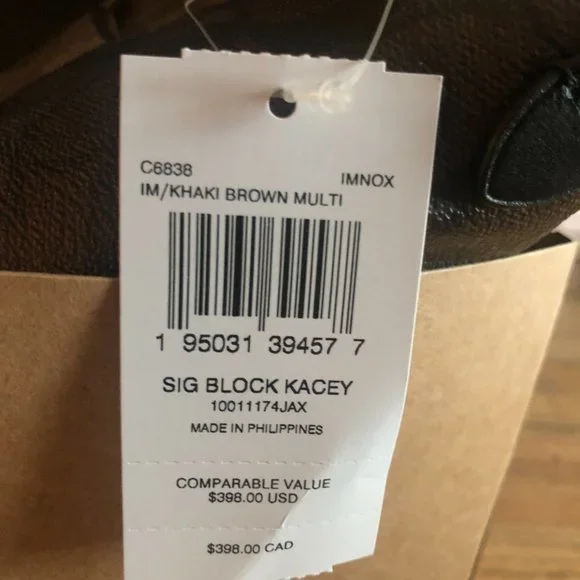 C6838 IMNOX
IM/KHAKI BROWN MULTI
1 95031 39457 7
SIG BLOCK KACEY
10011174JAX
MADE IN PHILIPPINES
COMPARABLE VALUE
$398.00 USD
$398.00 CAD